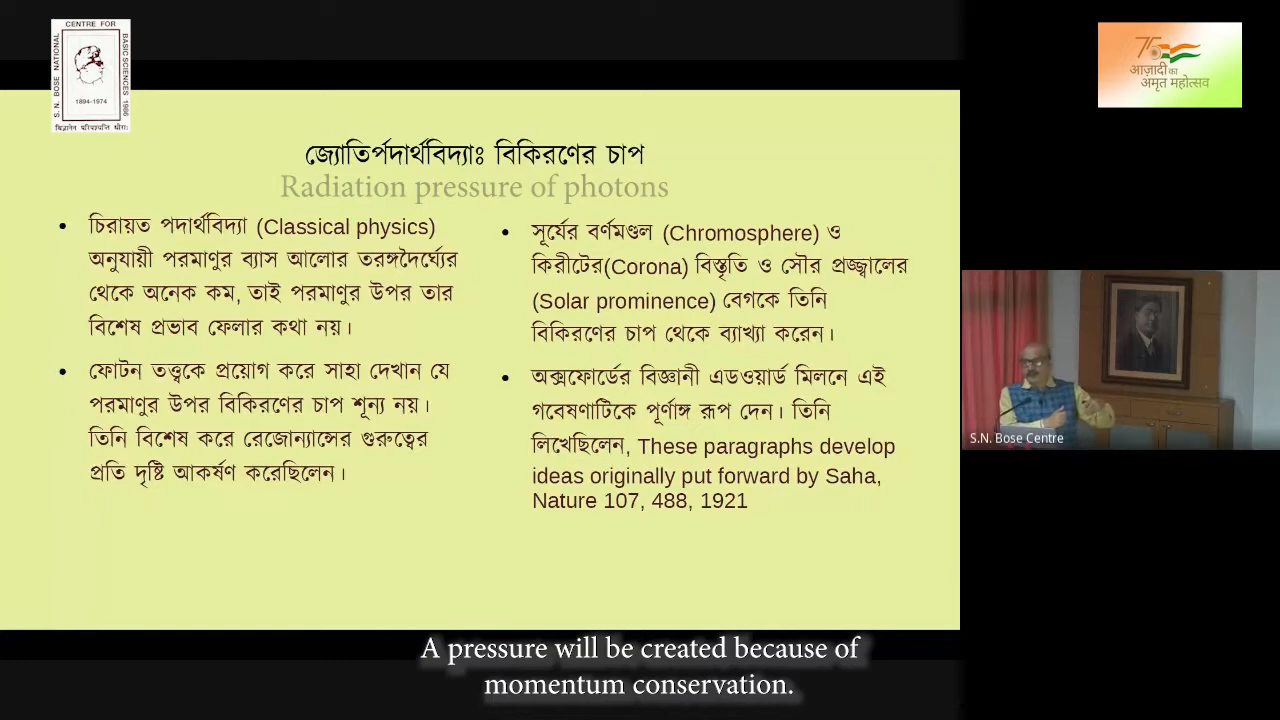 CENTRE FOR
S. N. BOSE NATIONAL
BASIC SCIENCES 1986
1894-1974
आज़ादी का
अमृत महोत्सव
জ্যোতির্পদার্থবিদ্যাঃ বিকিরণের চাপ
Radiation pressure of photons
• চিরায়ত পদার্থবিদ্যা (Classical physics)
অনুযায়ী পরমাণুর ব্যাস আলোর তরঙ্গদৈর্ঘ্যের
থেকে অনেক কম, তাই পরমাণুর উপর তার
বিশেষ প্রভাব ফেলার কথা নয়।
• ফোটন তত্ত্বকে প্রয়োগ করে সাহা দেখান যে
পরমাণুর উপর বিকিরণের চাপ শূন্য নয়।
তিনি বিশেষ করে রেজোন্যান্সের গুরুত্বের
প্রতি দৃষ্টি আকর্ষণ করেছিলেন।
• সূর্যের বর্ণমণ্ডল (Chromosphere) ও
কিরীটের(Corona) বিস্তৃতি ও সৌর প্রজ্জ্বালের
(Solar prominence) বেগকে তিনি
বিকিরণের চাপ থেকে ব্যাখ্যা করেন।
• অক্সফোর্ডের বিজ্ঞানী এডওয়ার্ড মিলনে এই
গবেষণাটিকে পূর্ণাঙ্গ রূপ দেন। তিনি
লিখেছিলেন, These paragraphs develop
ideas originally put forward by Saha,
Nature 107, 488, 1921
S.N. Bose Centre
A pressure will be created because of
momentum conservation.